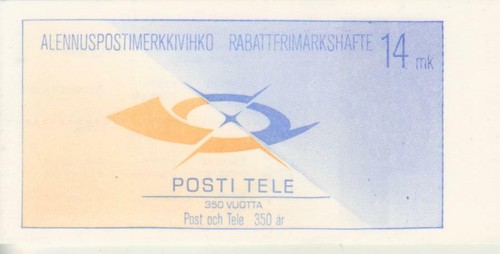 ALENNUSPOSTIMERKKIVIHKO RABATTFRIMÄRKSHÄFTE 14 mk
POSTI TELE
350 VUOTTA
Post och Tele 350 år